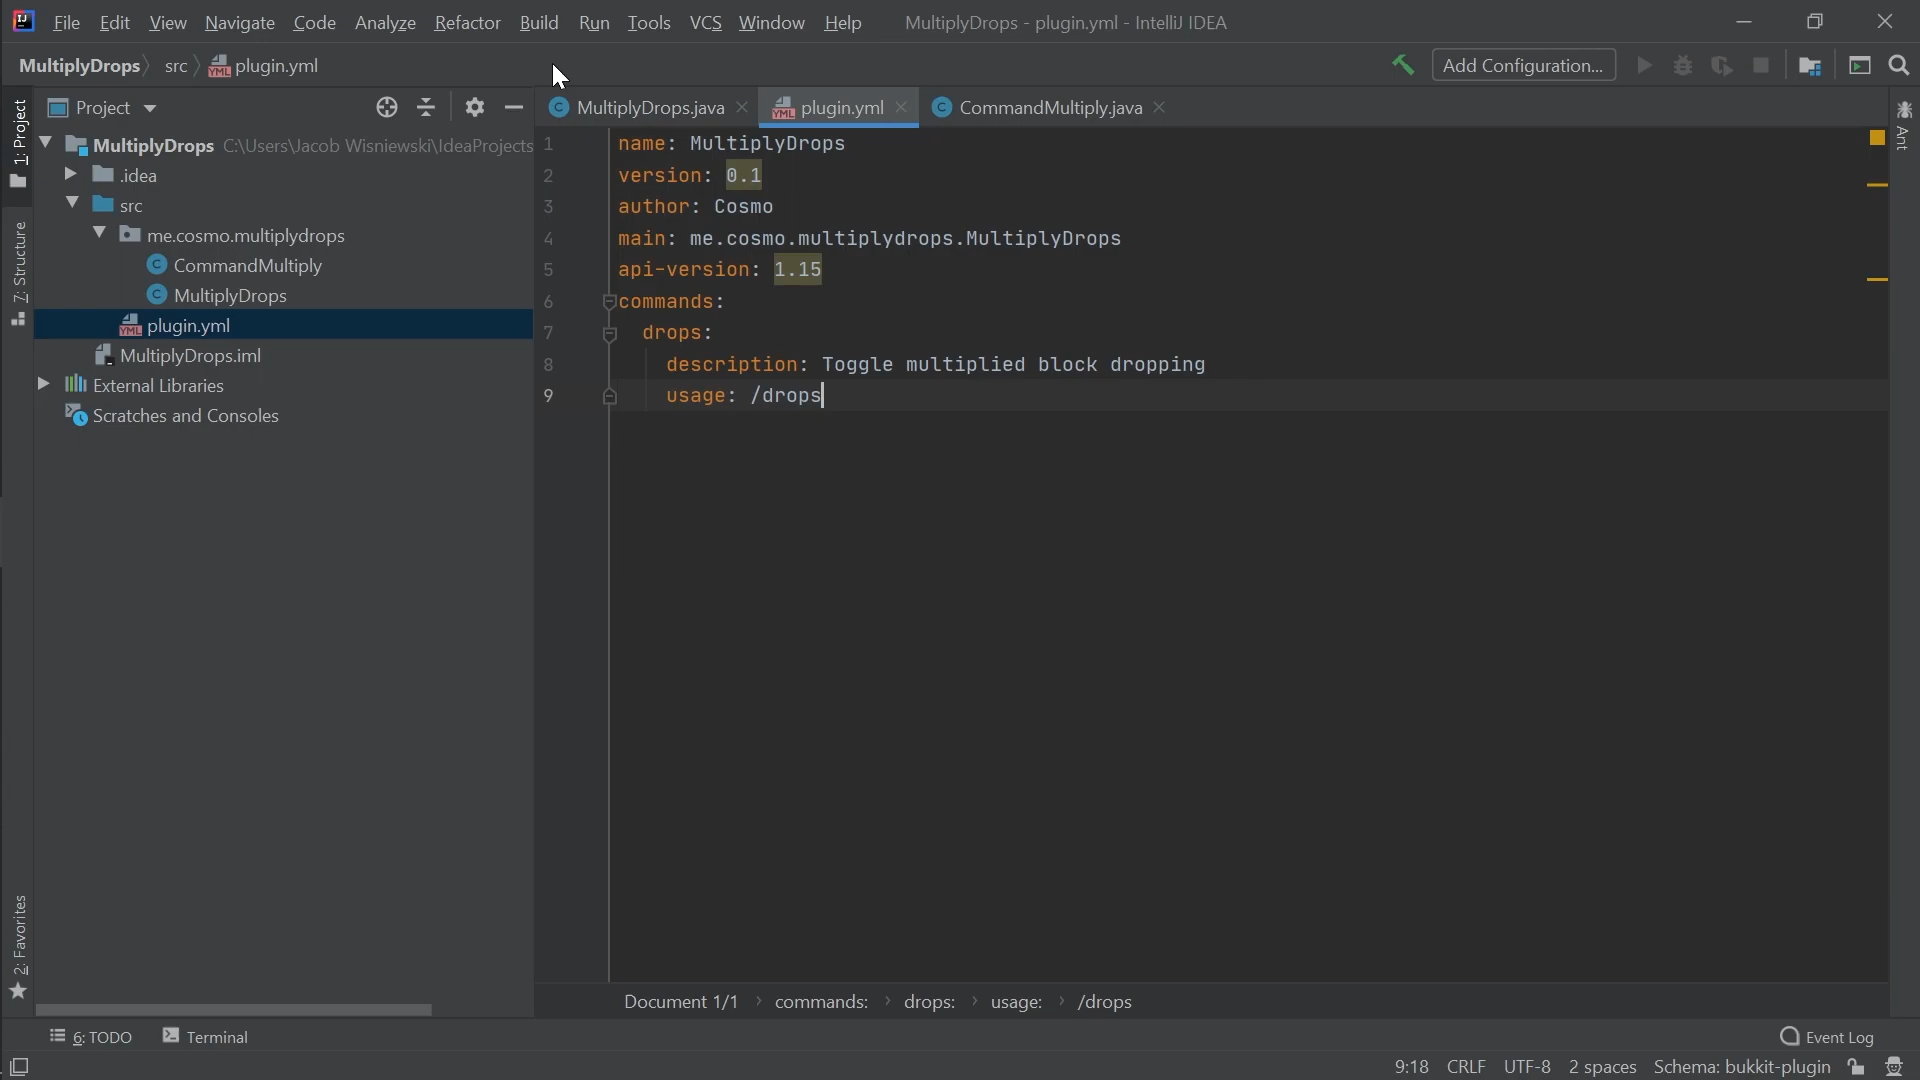 File Edit View Navigate Code Analyze Refactor Build Run Tools VCS Window Help MultiplyDrops - plugin.yml - IntelliJ IDEA
MultiplyDrops src plugin.yml Add Configuration...
Project MultiplyDrops.java plugin.yml CommandMultiply.java
1: Project
7: Structure
2: Favorites
Ant
MultiplyDrops C:\Users\Jacob Wisniewski\IdeaProjects
.idea
src
me.cosmo.multiplydrops
CommandMultiply
MultiplyDrops
plugin.yml
MultiplyDrops.iml
External Libraries
Scratches and Consoles
1 name: MultiplyDrops
2 version: 0.1
3 author: Cosmo
4 main: me.cosmo.multiplydrops.MultiplyDrops
5 api-version: 1.15
6 commands:
7 drops:
8 description: Toggle multiplied block dropping
9 usage: /drops
Document 1/1 › commands: › drops: › usage: › /drops
6: TODO Terminal Event Log
9:18 CRLF UTF-8 2 spaces Schema: bukkit-plugin